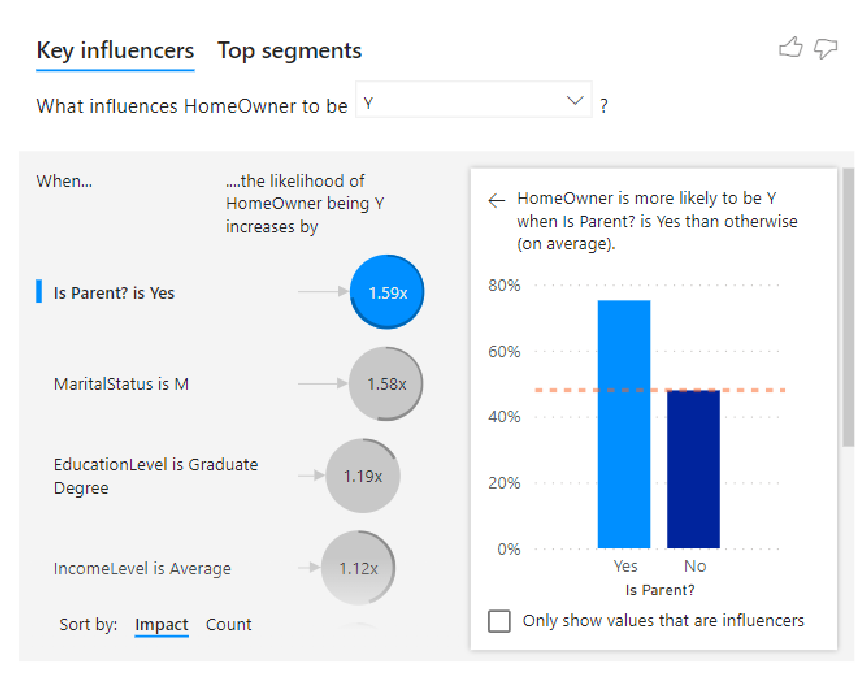 Key influencers Top segments
What influences HomeOwner to be Y ?
When...
....the likelihood of
HomeOwner being Y
increases by
Is Parent? is Yes
1.59x
MaritalStatus is M
1.58x
EducationLevel is Graduate
Degree
1.19x
IncomeLevel is Average
1.12x
Sort by: Impact Count
HomeOwner is more likely to be Y
when Is Parent? is Yes than otherwise
(on average).
80%
60%
40%
20%
0%
Yes No
Is Parent?
Only show values that are influencers